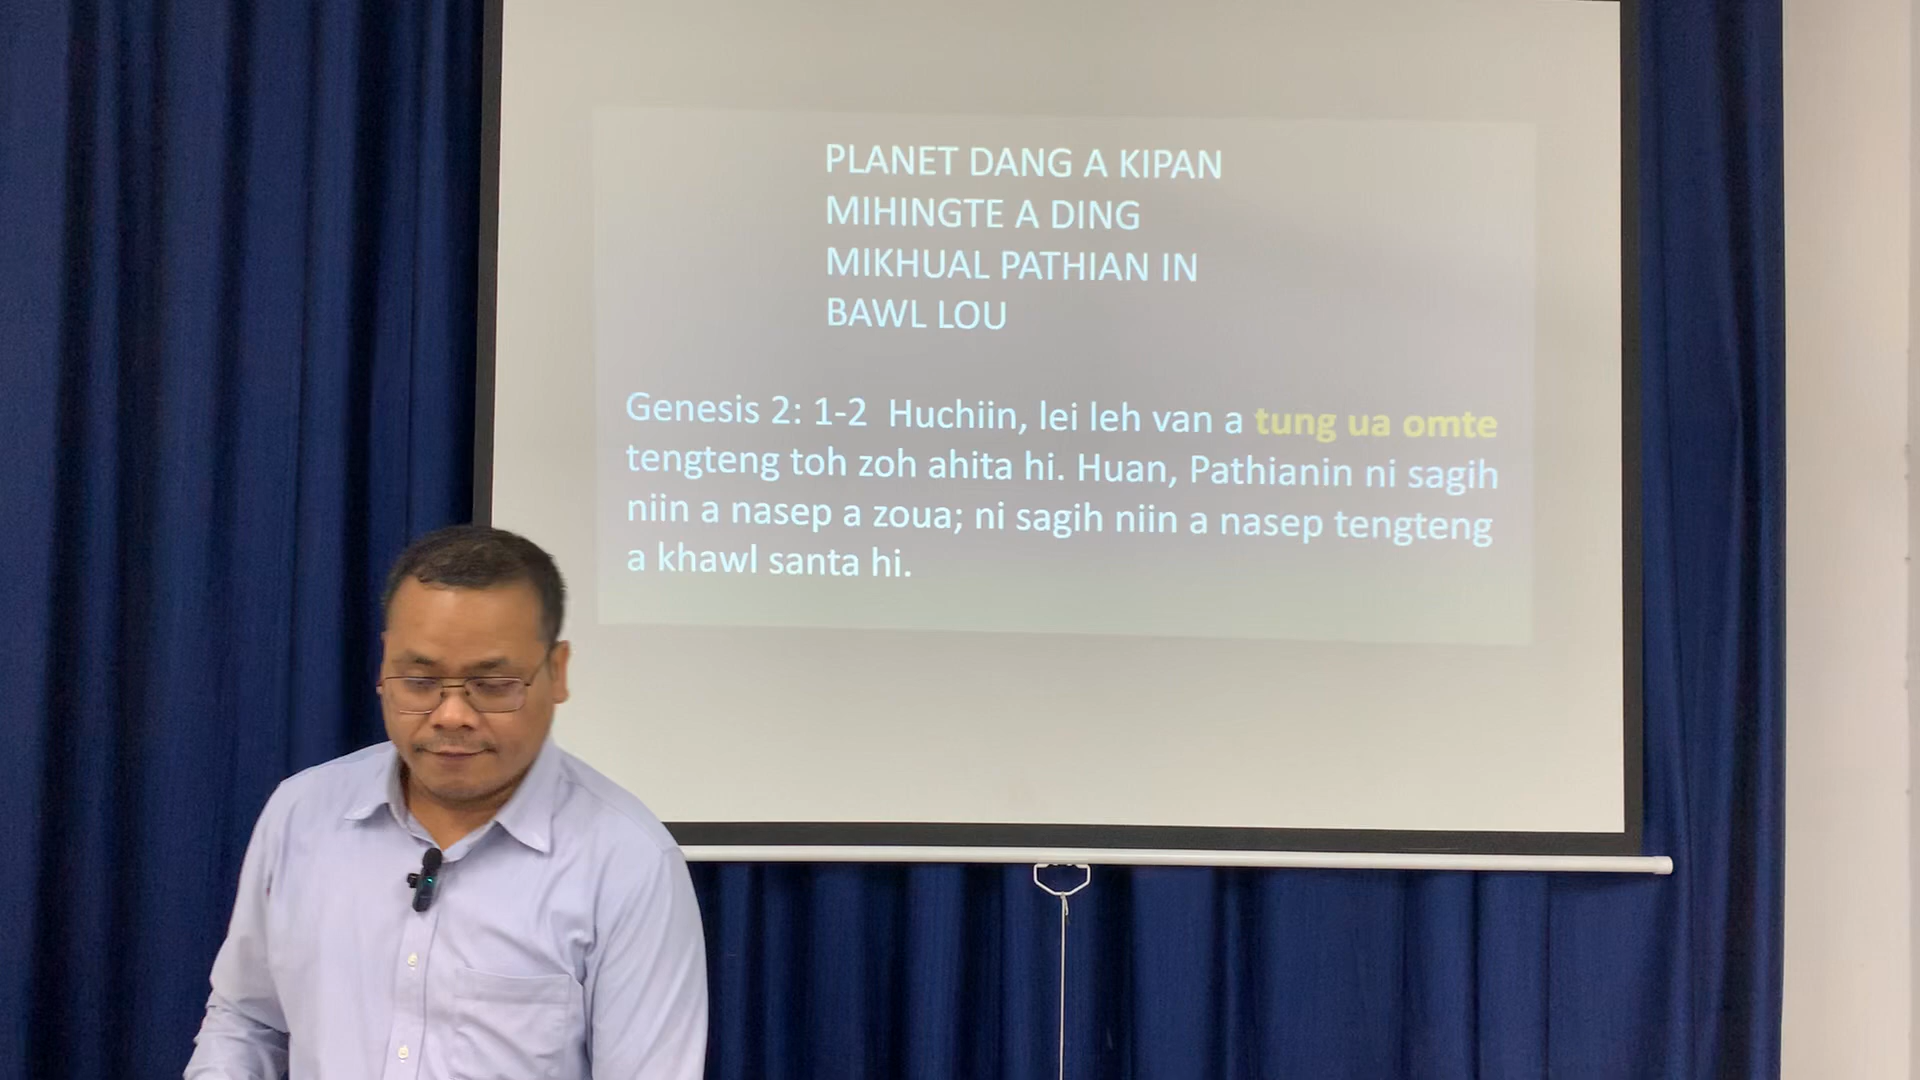 PLANET DANG A KIPAN
MIHINGTE A DING
MIKHUAL PATHIAN IN
BAWL LOU
Genesis 2: 1-2 Huchiin, lei leh van a tung ua omte
tengteng toh zoh ahita hi. Huan, Pathianin ni sagih
niin a nasep a zoua; ni sagih niin a nasep tengteng
a khawl santa hi.